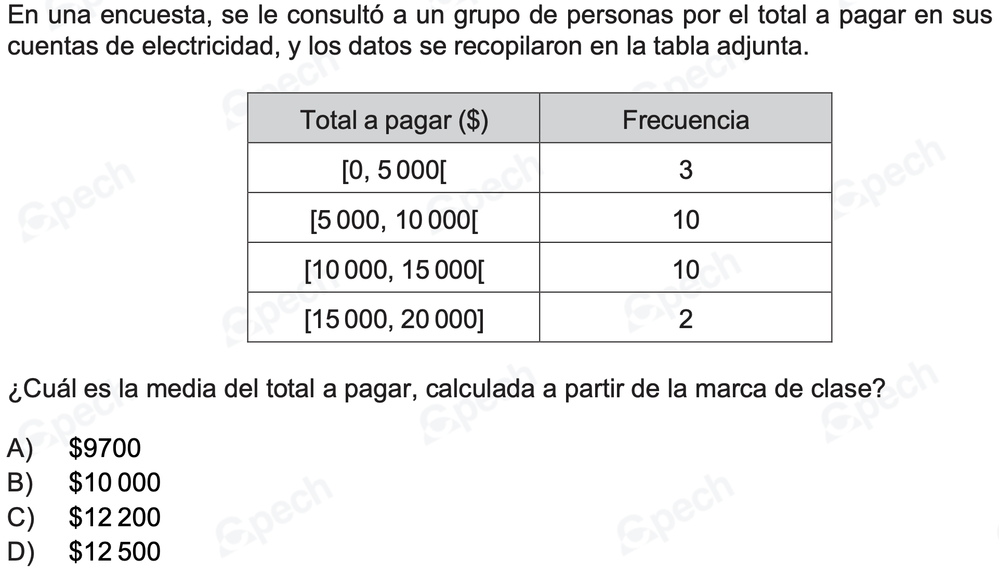 En una encuesta, se le consultó a un grupo de personas por el total a pagar en sus
cuentas de electricidad, y los datos se recopilaron en la tabla adjunta.
Total a pagar ($) Frecuencia
[0, 5 000[ 3
[5 000, 10 000[ 10
[10 000, 15 000[ 10
[15 000, 20 000] 2
¿Cuál es la media del total a pagar, calculada a partir de la marca de clase?
A) $9700
B) $10 000
C) $12 200
D) $12 500